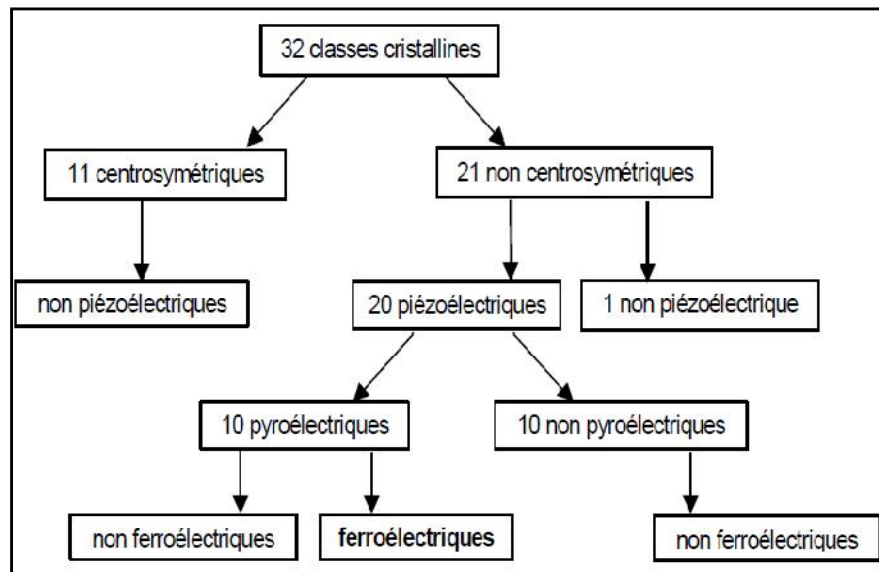 32 classes cristallines
11 centrosymétriques
21 non centrosymétriques
non piézoélectriques
20 piézoélectriques
1 non piézoélectrique
10 pyroélectriques
10 non pyroélectriques
non ferroélectriques
ferroélectriques
non ferroélectriques